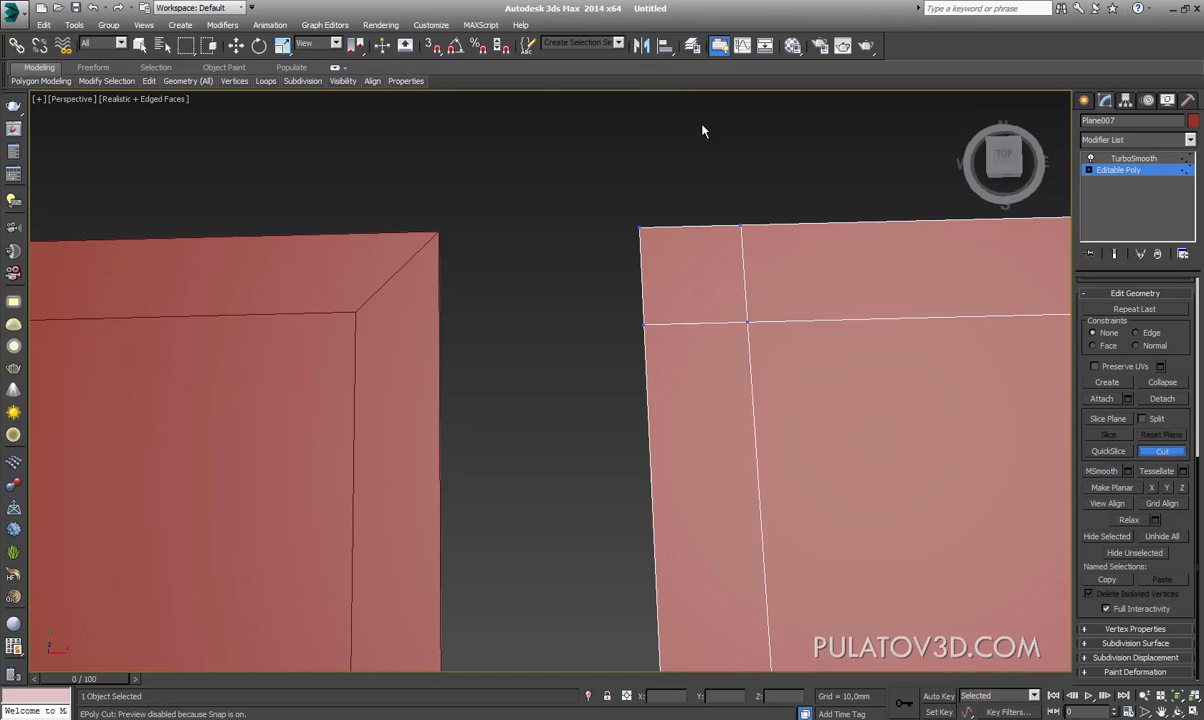 Workspace: Default
Autodesk 3ds Max 2014 x64 Untitled
Type a keyword or phrase
Edit Tools Group Views Create Modifiers Animation Graph Editors Rendering Customize MAXScript Help
All
View
Create Selection Se
Modeling Freeform Selection Object Paint Populate
Polygon Modeling Modify Selection Edit Geometry (All) Vertices Loops Subdivision Visibility Align Properties
[+] [Perspective] [Realistic + Edged Faces]
TOP
Plane007
Modifier List
TurboSmooth
Editable Poly
Edit Geometry
Repeat Last
Constraints
None Edge
Face Normal
Preserve UVs
Create Collapse
Attach Detach
Slice Plane Split
Slice Reset Plane
QuickSlice Cut
MSmooth Tessellate
Make Planar X Y Z
View Align Grid Align
Relax
Hide Selected Unhide All
Hide Unselected
Named Selections:
Copy Paste
Delete Isolated Vertices
Full Interactivity
Vertex Properties
Subdivision Surface
Subdivision Displacement
Paint Deformation
PULATOV3D.COM
0 / 100
1 Object Selected
X: Y: Z: Grid = 10,0mm
Auto Key Selected
Welcome to M
EPoly Cut: Preview disabled because Snap is on.
Add Time Tag
Set Key Key Filters...
0